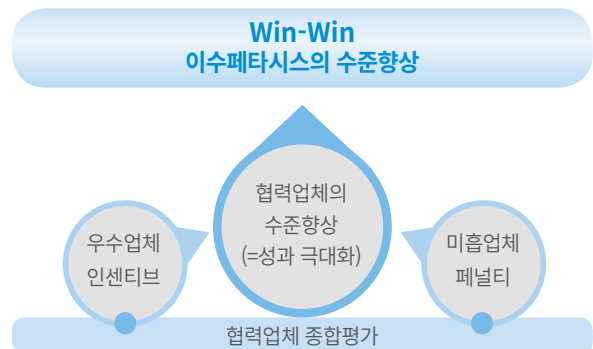 Win-Win
이수페타시스의 수준향상
협력업체의
수준향상
(=성과 극대화)
우수업체
인센티브
미흡업체
페널티
협력업체 종합평가